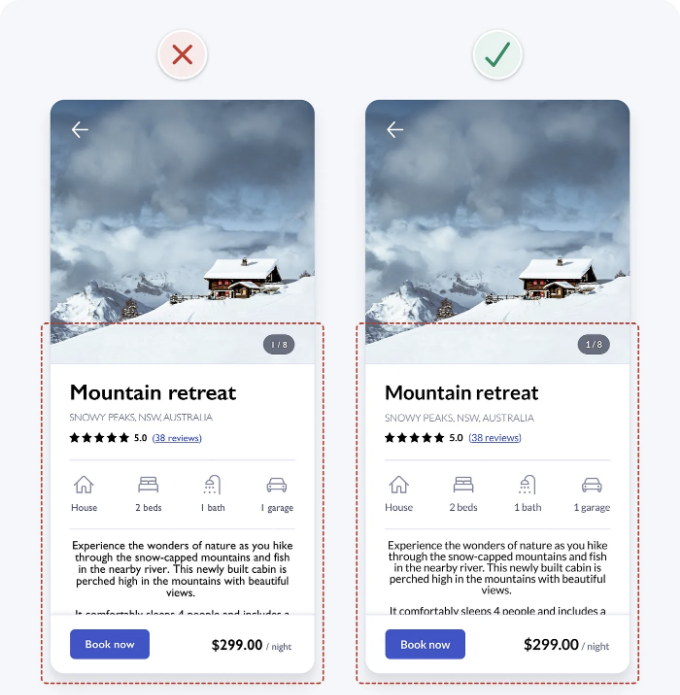 1 / 8
Mountain retreat
SNOWY PEAKS, NSW, AUSTRALIA
5.0 (38 reviews)
House 2 beds 1 bath 1 garage
Experience the wonders of nature as you hike
through the snow-capped mountains and fish
in the nearby river. This newly built cabin is
perched high in the mountains with beautiful
views.
It comfortably sleeps 4 people and includes a
Book now $299.00 / night
1 / 8
Mountain retreat
SNOWY PEAKS, NSW, AUSTRALIA
5.0 (38 reviews)
House 2 beds 1 bath 1 garage
Experience the wonders of nature as you hike
through the snow-capped mountains and fish
in the nearby river. This newly built cabin is
perched high in the mountains with beautiful
views.
It comfortably sleeps 4 people and includes a
Book now $299.00 / night